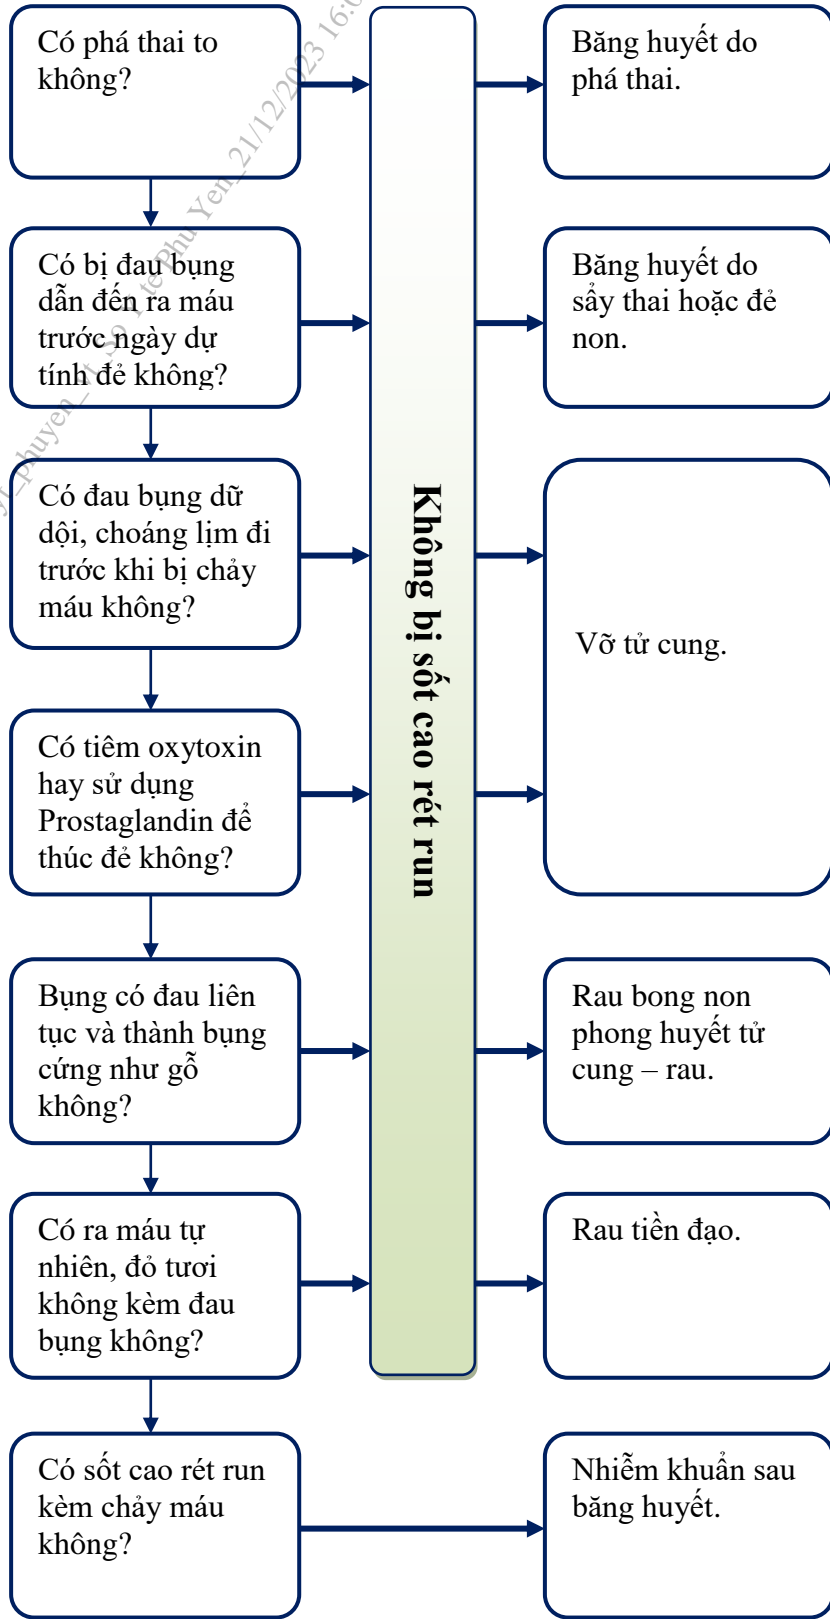 Có phá thai to
không?
Băng huyết do
phá thai.
Có bị đau bụng
dẫn đến ra máu
trước ngày dự
tính đẻ không?
Băng huyết do
sẩy thai hoặc đẻ
non.
Có đau bụng dữ
dội, choáng lịm đi
trước khi bị chảy
máu không?
Không bị sốt cao rét run
Vỡ tử cung.
Có tiêm oxytoxin
hay sử dụng
Prostaglandin để
thúc đẻ không?
Bụng có đau liên
tục và thành bụng
cứng như gỗ
không?
Rau bong non
phong huyết tử
cung – rau.
Có ra máu tự
nhiên, đỏ tươi
không kèm đau
bụng không?
Rau tiền đạo.
Có sốt cao rét run
kèm chảy máu
không?
Nhiễm khuẩn sau
băng huyết.
Phu Yen_21/12/2023